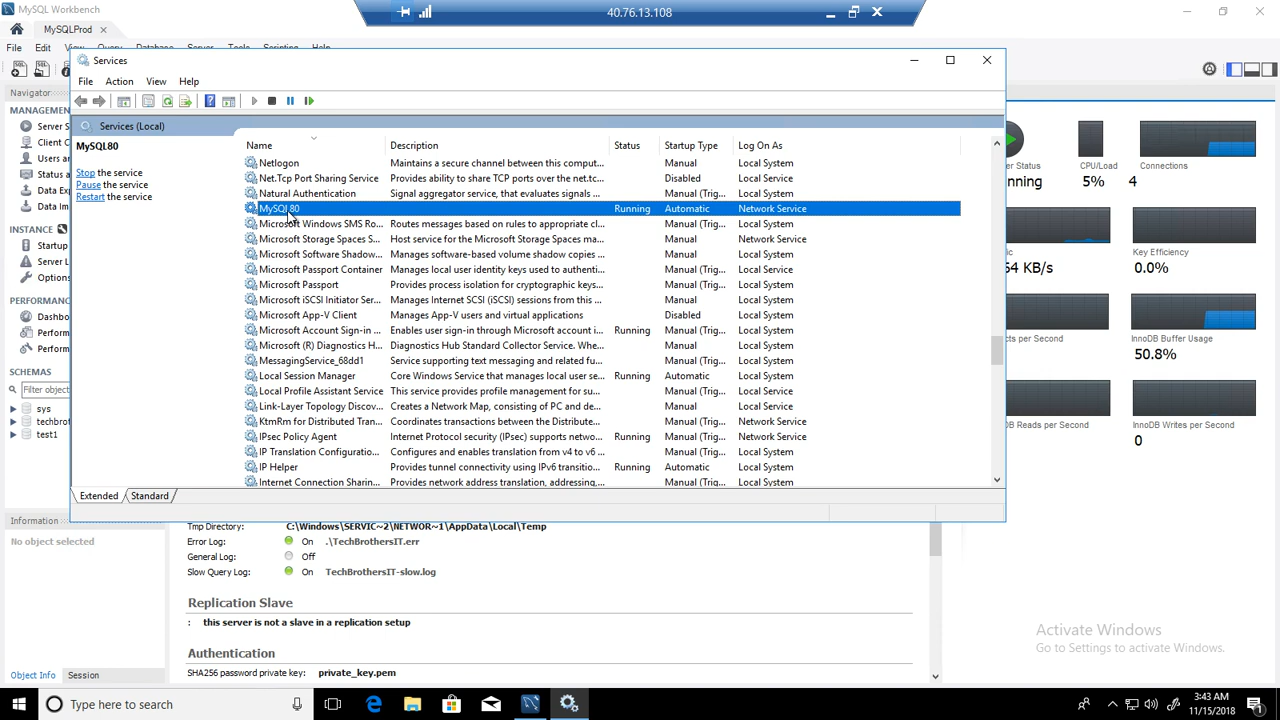 MySQL Workbench
40.76.13.108
MySQLProd
File Edit View Query Database Server Tools Scripting Help
Services
File Action View Help
Navigator
MANAGEM
Server S
Client C
Users a
Status a
Data Ex
Data Im
INSTANCE
Startup
Server L
Options
PERFORMA
Dashbo
Perform
Perform
SCHEMAS
Filter objec
sys
techbrot
test1
Services (Local)
MySQL80
Stop the service
Pause the service
Restart the service
Name Description Status Startup Type Log On As
Netlogon Maintains a secure channel between this comput... Manual Local System
Net.Tcp Port Sharing Service Provides ability to share TCP ports over the net.tc... Disabled Local Service
Natural Authentication Signal aggregator service, that evaluates signals ... Manual (Trig... Local System
MySQL80 Running Automatic Network Service
Microsoft Windows SMS Ro... Routes messages based on rules to appropriate cl... Manual (Trig... Local System
Microsoft Storage Spaces S... Host service for the Microsoft Storage Spaces ma... Manual Network Service
Microsoft Software Shadow... Manages software-based volume shadow copies ... Manual Local System
Microsoft Passport Container Manages local user identity keys used to authenti... Manual (Trig... Local Service
Microsoft Passport Provides process isolation for cryptographic keys... Manual (Trig... Local System
Microsoft iSCSI Initiator Ser... Manages Internet SCSI (iSCSI) sessions from this ... Manual Local System
Microsoft App-V Client Manages App-V users and virtual applications Disabled Local System
Microsoft Account Sign-in ... Enables user sign-in through Microsoft account i... Running Manual (Trig... Local System
Microsoft (R) Diagnostics H... Diagnostics Hub Standard Collector Service. Whe... Manual Local System
MessagingService_68dd1 Service supporting text messaging and related fu... Manual (Trig... Local System
Local Session Manager Core Windows Service that manages local user se... Running Automatic Local System
Local Profile Assistant Service This service provides profile management for su... Manual (Trig... Local Service
Link-Layer Topology Discov... Creates a Network Map, consisting of PC and de... Manual Local Service
KtmRm for Distributed Tran... Coordinates transactions between the Distribute... Manual (Trig... Network Service
IPsec Policy Agent Internet Protocol security (IPsec) supports netwo... Running Manual (Trig... Network Service
IP Translation Configuratio... Configures and enables translation from v4 to v6 ... Manual (Trig... Local System
IP Helper Provides tunnel connectivity using IPv6 transitio... Running Automatic Local System
Internet Connection Sharin... Provides network address translation, addressing,... Manual (Trig... Local System
Extended Standard
er Status CPU/Load Connections
nning 5% 4
ic Key Efficiency
54 KB/s 0.0%
cts per Second InnoDB Buffer Usage
50.8%
DB Reads per Second InnoDB Writes per Second
0
Information
No object selected
Tmp Directory: C:\Windows\SERVIC~2\NETWOR~1\AppData\Local\Temp
Error Log: On .\TechBrothersIT.err
General Log: Off
Slow Query Log: On TechBrothersIT-slow.log
Replication Slave
: this server is not a slave in a replication setup
Authentication
SHA256 password private key: private_key.pem
Object Info Session
Activate Windows
Go to Settings to activate Windows.
Type here to search
3:43 AM
11/15/2018
1